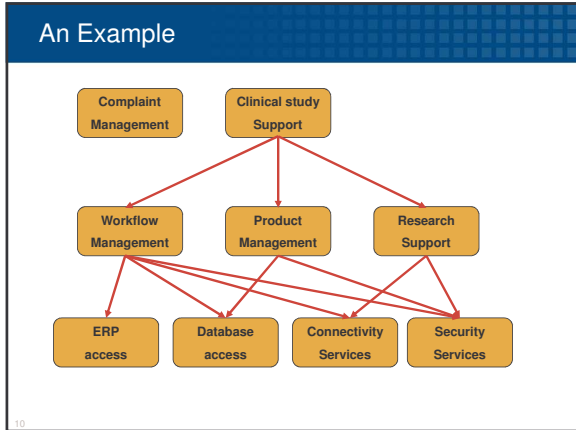 An Example
Complaint
Management
Clinical study
Support
Workflow
Management
Product
Management
Research
Support
ERP
access
Database
access
Connectivity
Services
Security
Services
10